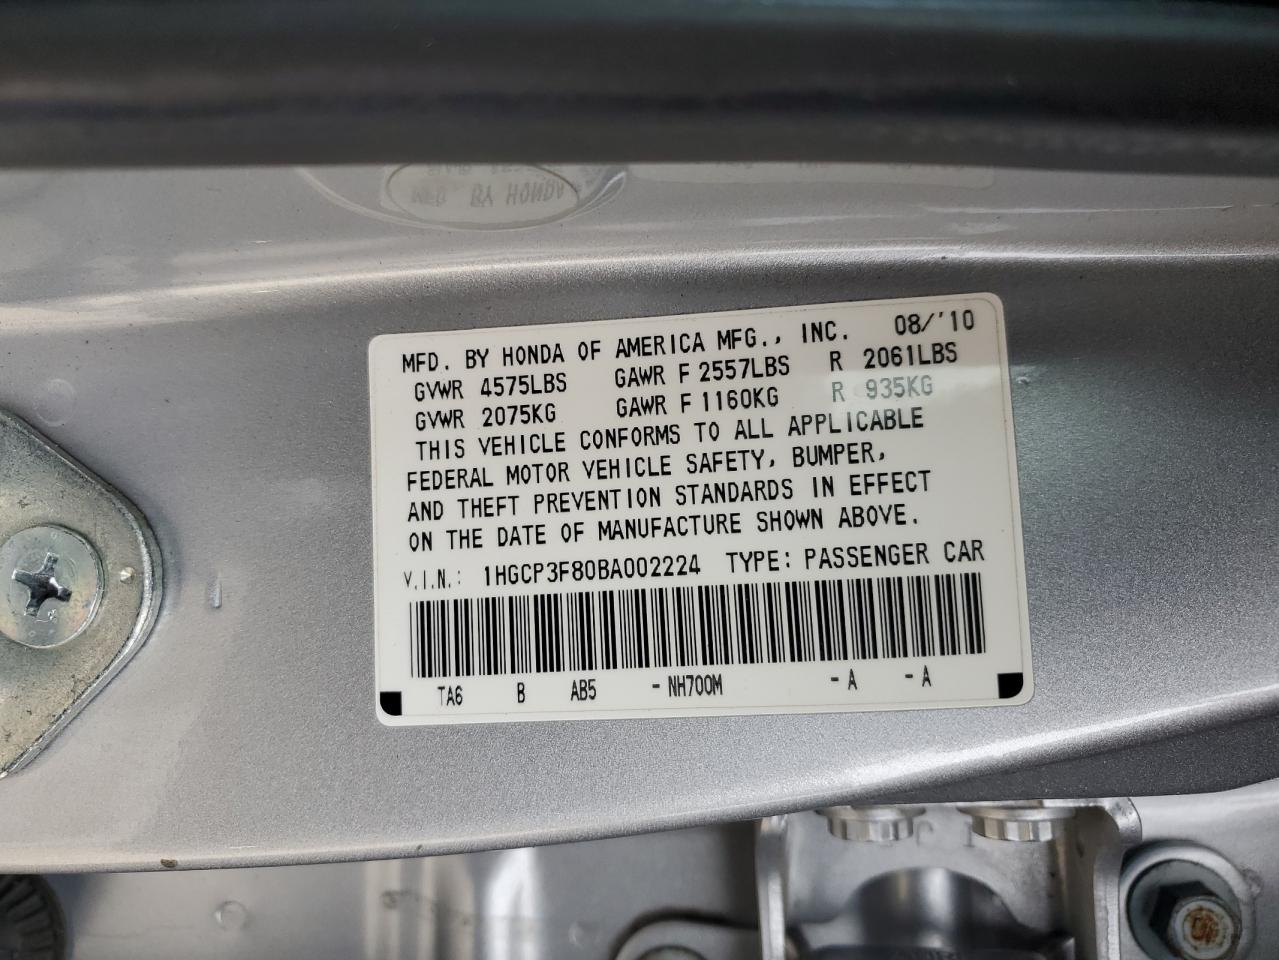 MFD. BY HONDA OF AMERICA MFG., INC. 08/'10
GVWR 4575LBS GAWR F 2557LBS R 2061LBS
GVWR 2075KG GAWR F 1160KG R 935KG
THIS VEHICLE CONFORMS TO ALL APPLICABLE
FEDERAL MOTOR VEHICLE SAFETY, BUMPER,
AND THEFT PREVENTION STANDARDS IN EFFECT
ON THE DATE OF MANUFACTURE SHOWN ABOVE.
V.I.N.: 1HGCP3F80BA002224 TYPE: PASSENGER CAR
TA6 B AB5 -NH700M -A -A